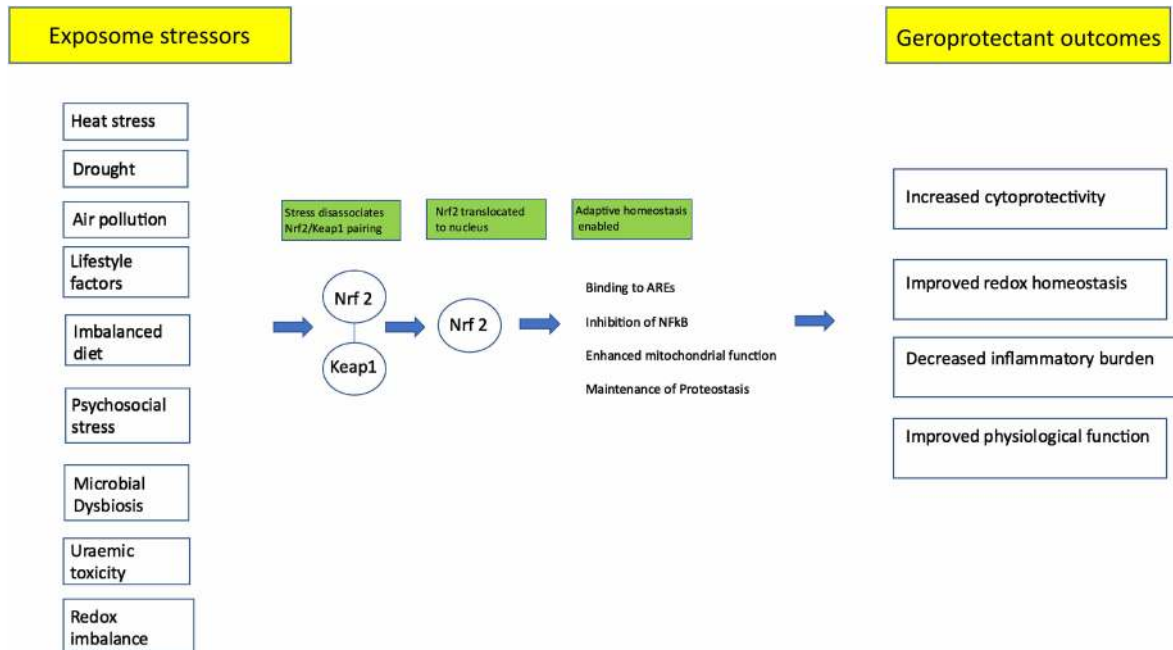 Exposome stressors
Geroprotectant outcomes
Heat stress
Drought
Air pollution
Lifestyle
factors
Imbalanced
diet
Psychosocial
stress
Microbial
Dysbiosis
Uraemic
toxicity
Redox
imbalance
Stress disassociates
Nrf2/Keap1 pairing
Nrf 2
Keap1
Nrf2 translocated
to nucleus
Nrf 2
Adaptive homeostasis
enabled
Binding to AREs
Inhibition of NFkB
Enhanced mitochondrial function
Maintenance of Proteostasis
Increased cytoprotectivity
Improved redox homeostasis
Decreased inflammatory burden
Improved physiological function